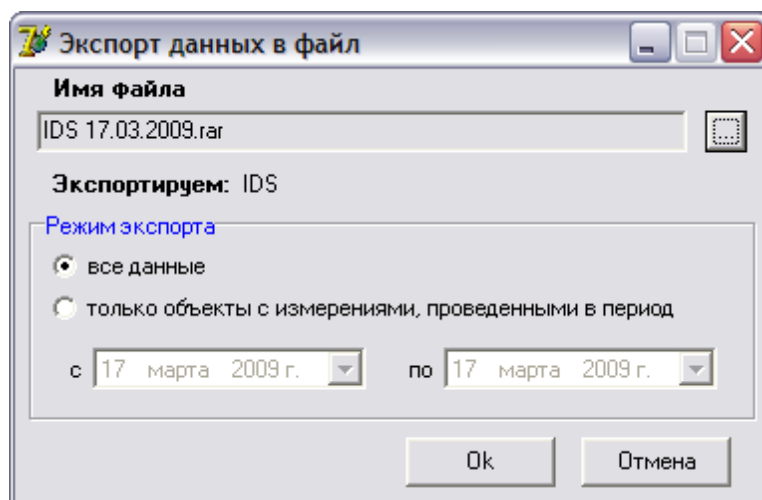 Экспорт данных в файл
Имя файла
IDS 17.03.2009.rar
...
Экспортируем: IDS
Режим экспорта
все данные
только объекты с измерениями, проведенными в период
с 17 марта 2009 г. по 17 марта 2009 г.
Ok Отмена